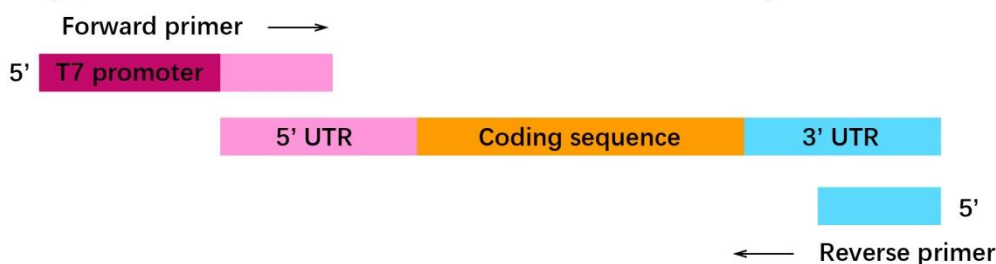 Forward primer
5’ T7 promoter
5’ UTR Coding sequence 3’ UTR
5’
Reverse primer